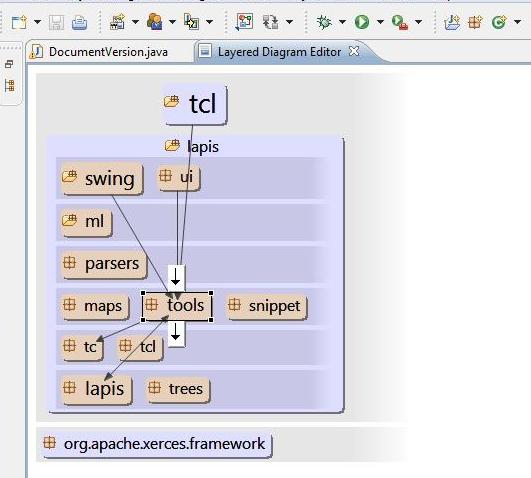 DocumentVersion.java Layered Diagram Editor
tcl
lapis
swing ui
ml
parsers
maps tools snippet
tc tcl
lapis trees
org.apache.xerces.framework